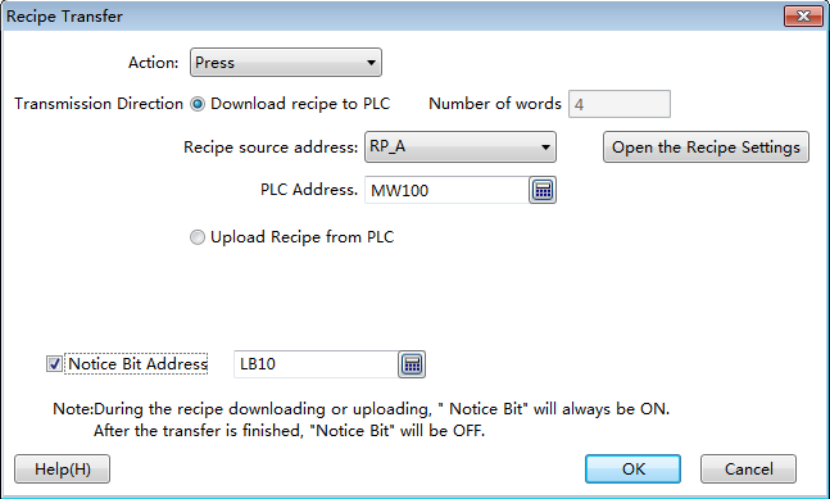 Recipe Transfer
Action: Press
Transmission Direction Download recipe to PLC Number of words 4
Recipe source address: RP_A Open the Recipe Settings
PLC Address. MW100
Upload Recipe from PLC
Notice Bit Address LB10
Note:During the recipe downloading or uploading, " Notice Bit" will always be ON.
After the transfer is finished, "Notice Bit" will be OFF.
Help(H) OK Cancel